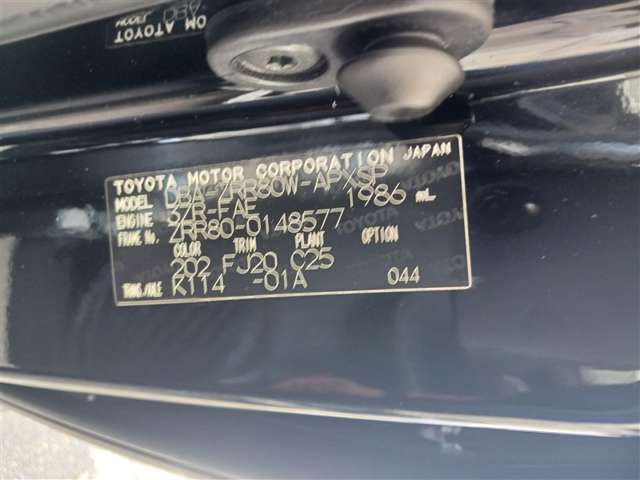 TOYOTA MOTOR CORPORATION JAPAN
MODEL DBA-ZRR80W-APXSP
ENGINE 3ZR-FAE 1986 mL
FRAME No. ZRR80-0148577
COLOR TRIM PLANT OPTION
202 FJ20 C25
TRANS/AXLE K114 -01A 044